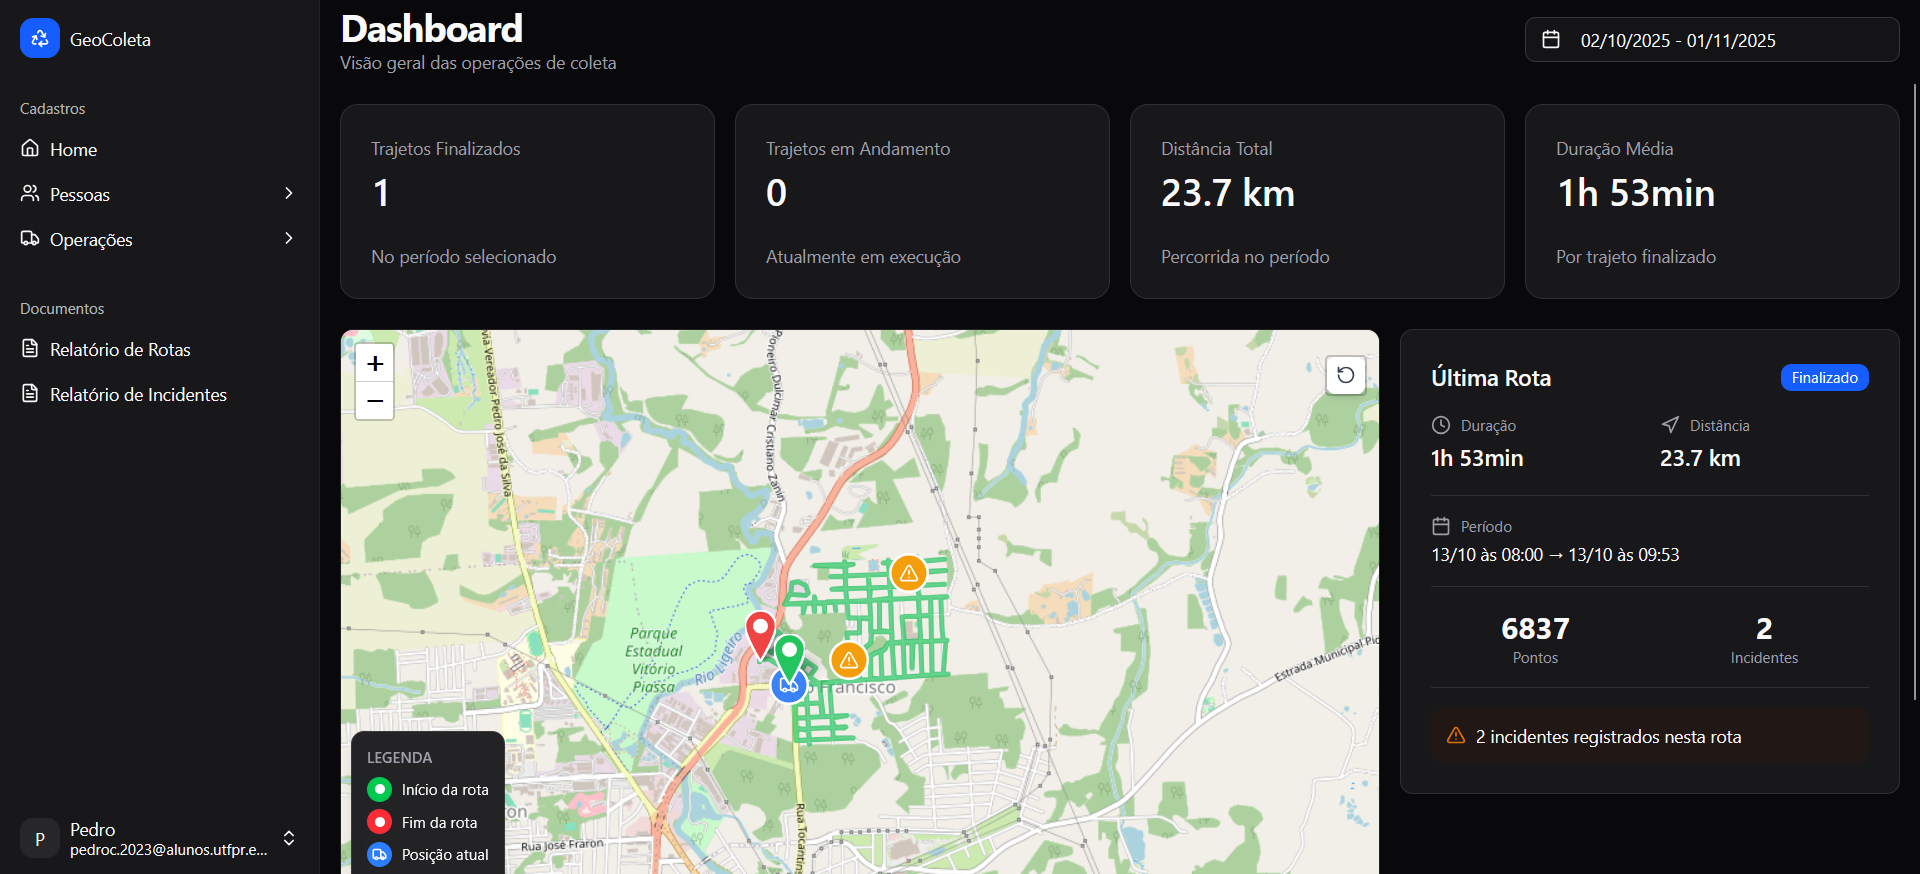 GeoColeta
Cadastros
Home
Pessoas
Operações
Documentos
Relatório de Rotas
Relatório de Incidentes
P
Pedro
pedroc.2023@alunos.utfpr.e...
Dashboard
Visão geral das operações de coleta
02/10/2025 - 01/11/2025
Trajetos Finalizados
1
No período selecionado
Trajetos em Andamento
0
Atualmente em execução
Distância Total
23.7 km
Percorrida no período
Duração Média
1h 53min
Por trajeto finalizado
+
−
via Vereador Pedro José da Silva
Pioneiro Dulcimar Cristiano Zanin
Parque
Estadual
Vitório
Piassa
Rio Ligeiro
Francisco
Estrada Municipal Pio
Rua Tocantins
Rua José Fraron
ron
LEGENDA
Início da rota
Fim da rota
Posição atual
Última Rota
Finalizado
Duração
1h 53min
Distância
23.7 km
Período
13/10 às 08:00 → 13/10 às 09:53
6837
Pontos
2
Incidentes
2 incidentes registrados nesta rota